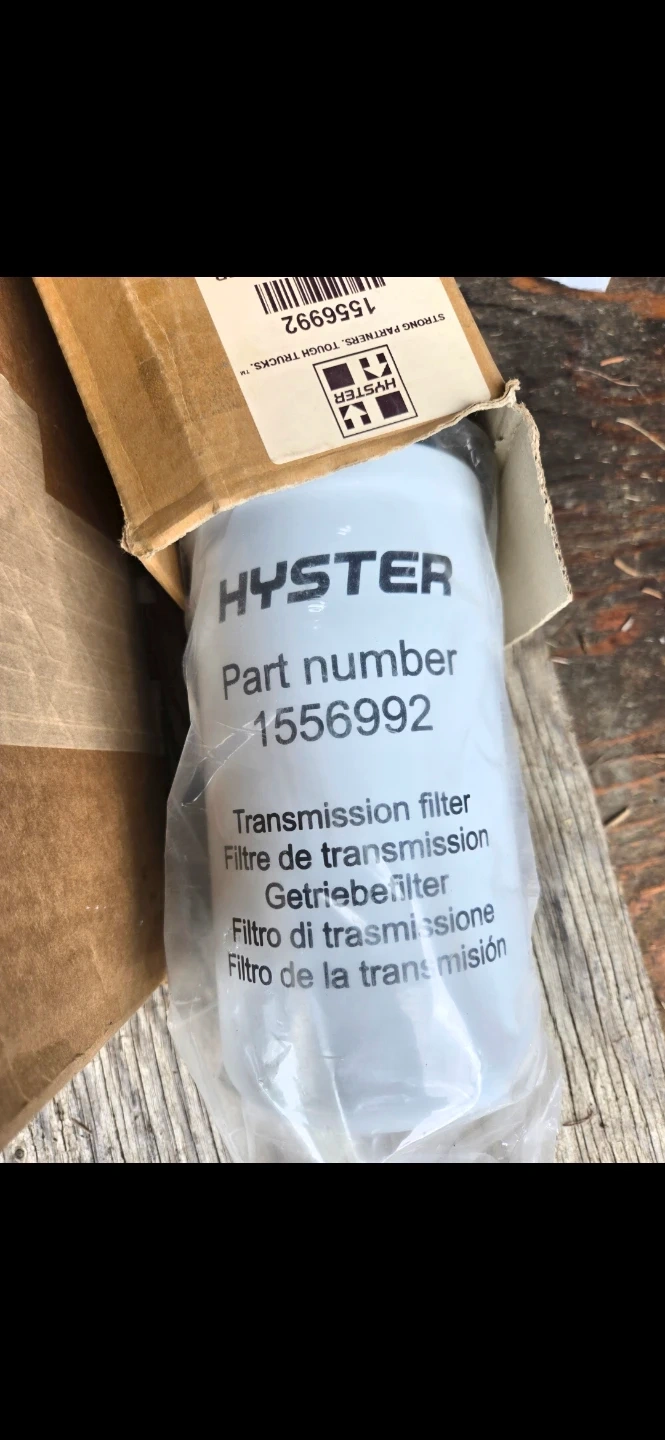 1556992
STRONG PARTNERS. TOUGH TRUCKS.™
HYSTER
HYSTER
Part number
1556992
Transmission filter
Filtre de transmission
Getriebefilter
Filtro di trasmissione
Filtro de la transmisión